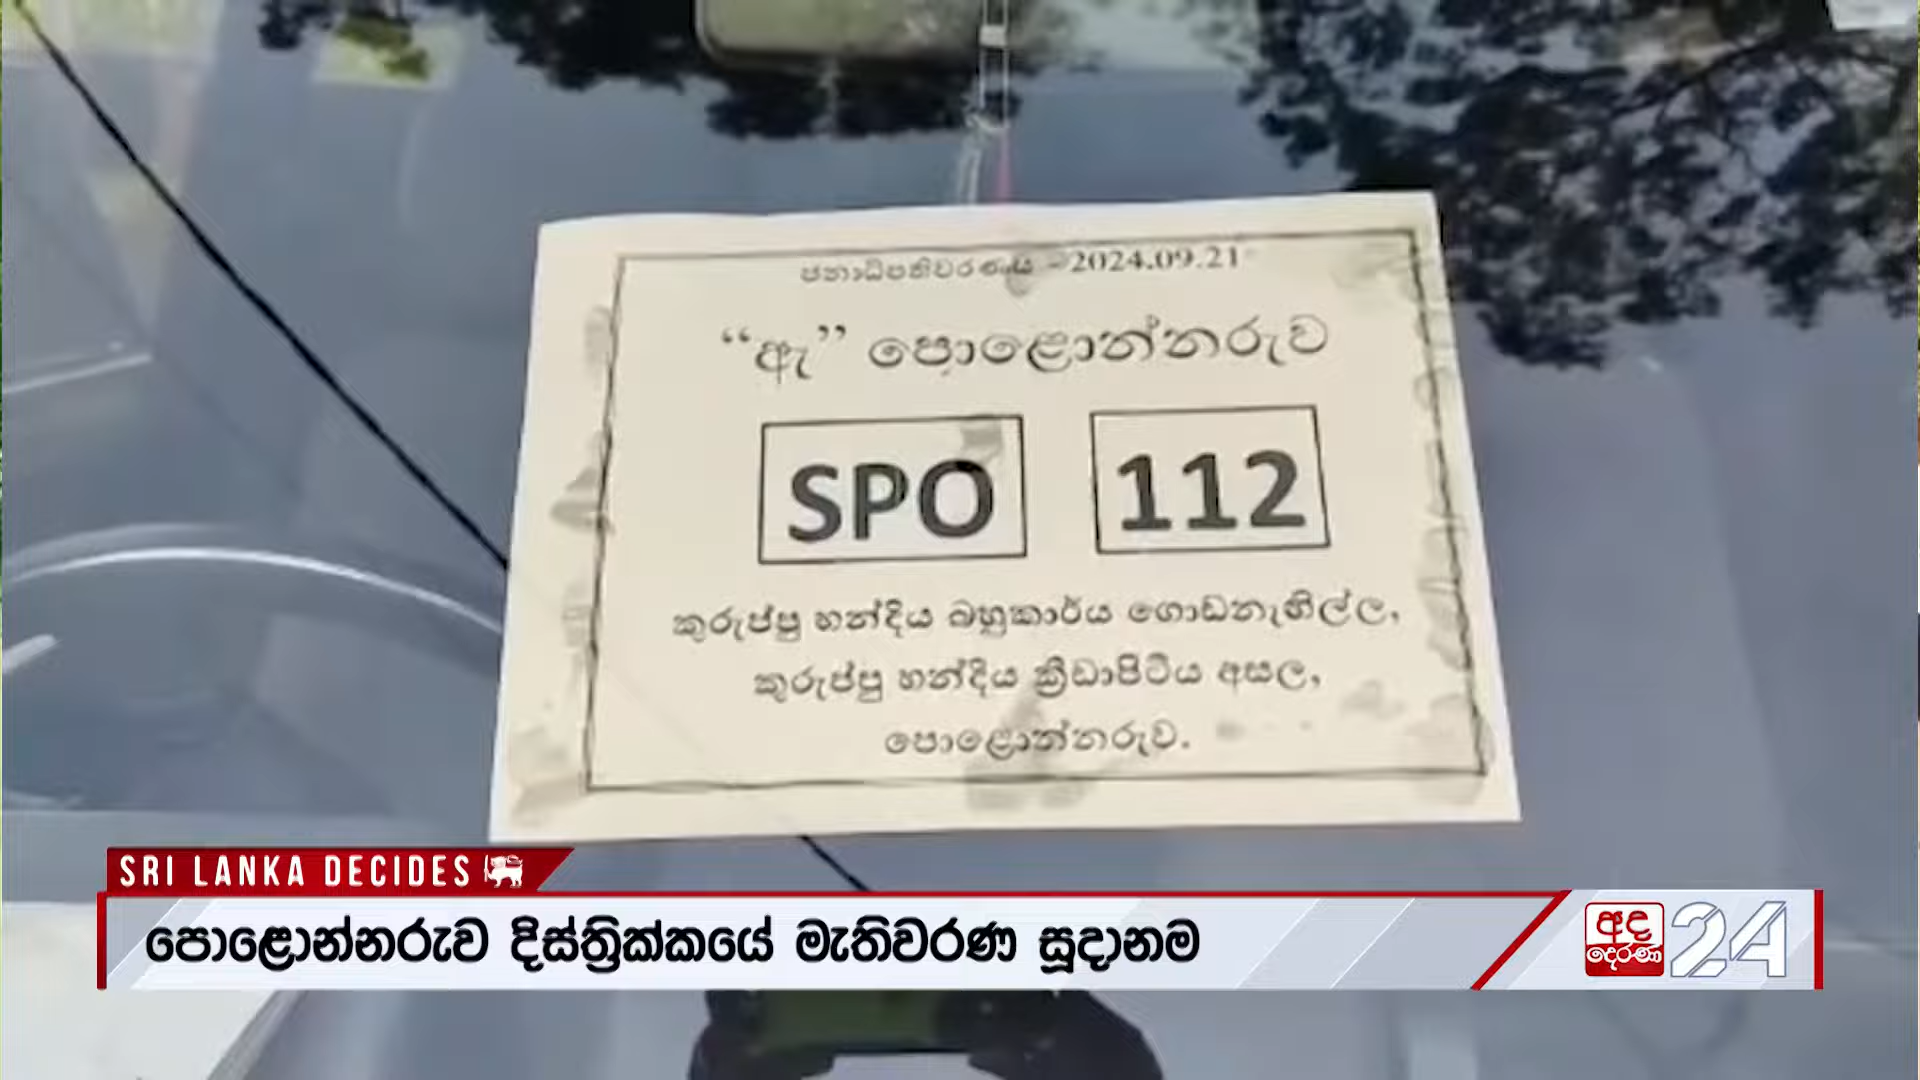 ජනාධිපතිවරණය - 2024.09.21
“ඇ” පොළොන්නරුව
SPO 112
කුරුප්පු හන්දිය බහුකාර්ය ගොඩනැඟිල්ල,
කුරුප්පු හන්දිය ක්‍රීඩාපිටිය අසල,
පොළොන්නරුව.
SRI LANKA DECIDES
පොළොන්නරුව දිස්ත්‍රික්කයේ මැතිවරණ සූදානම
අද දෙරණ 24